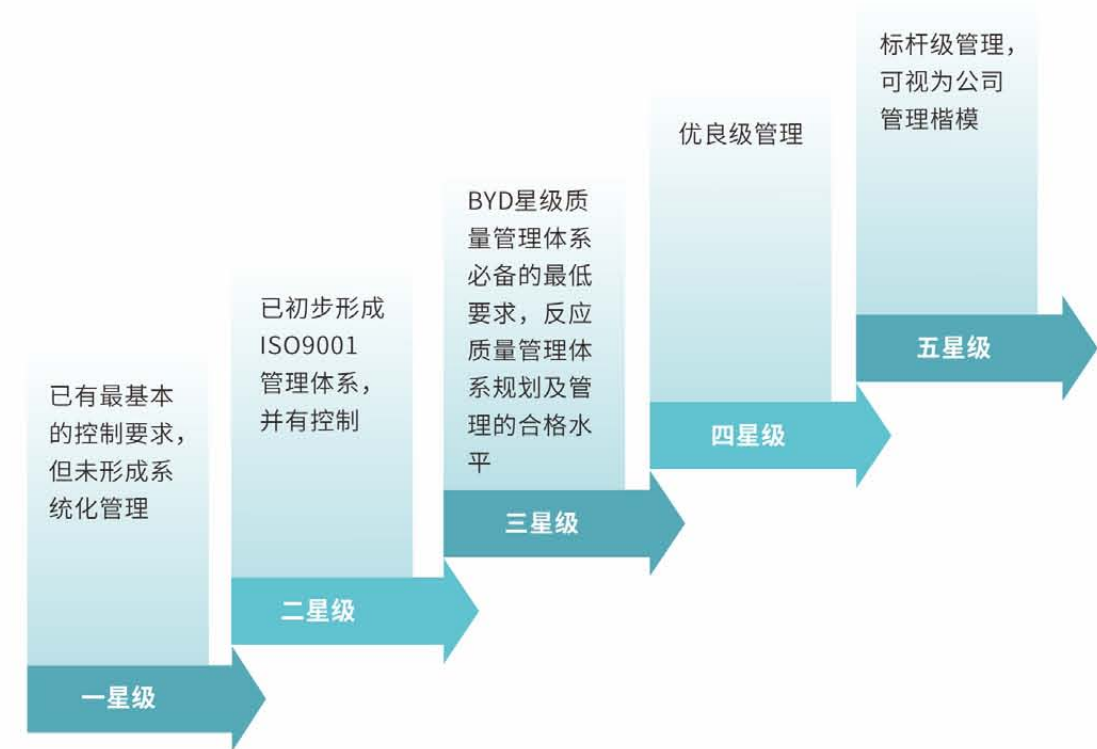 已有最基本
的控制要求，
但未形成系
统化管理
一星级
已初步形成
ISO9001
管理体系，
并有控制
二星级
BYD星级质
量管理体系
必备的最低
要求，反应
质量管理体
系规划及管
理的合格水
平
三星级
优良级管理
四星级
标杆级管理，
可视为公司
管理楷模
五星级